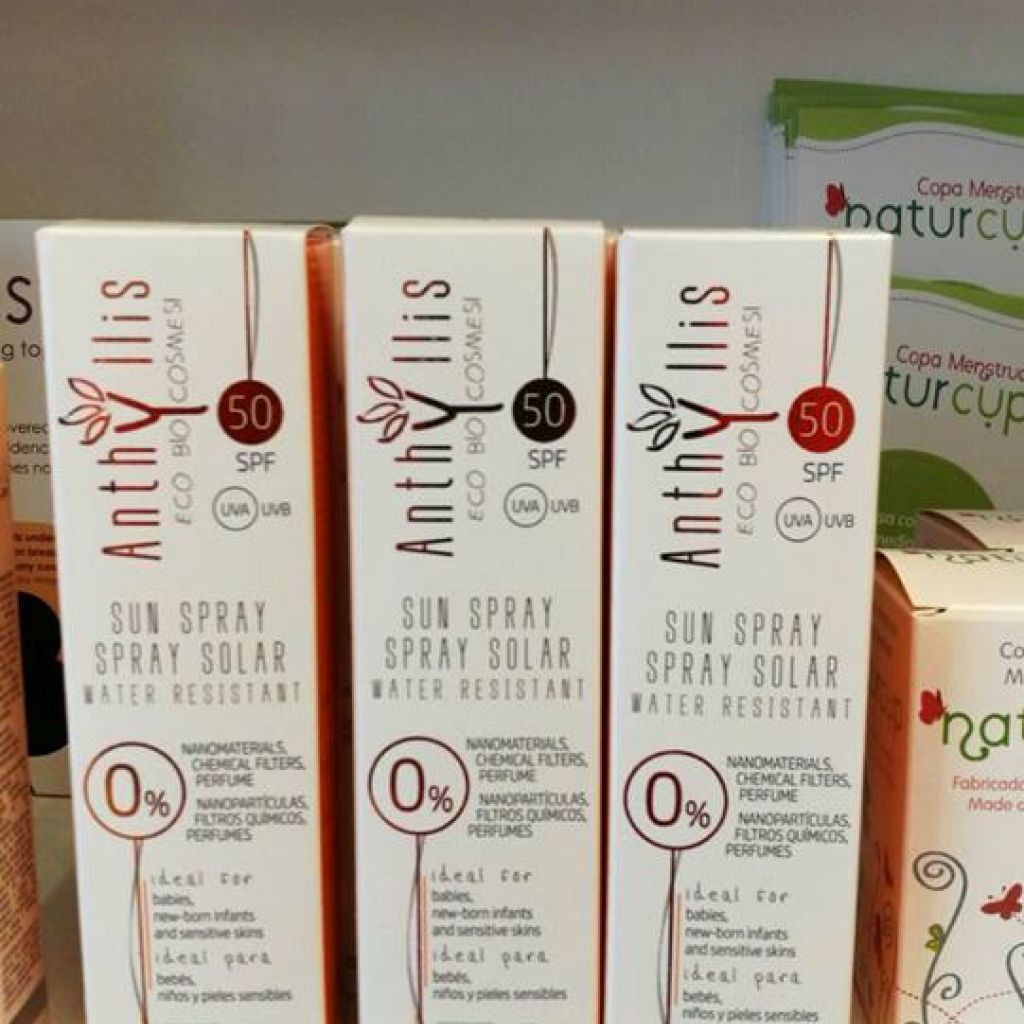 Anthyllis
ECO BIO COSMESI
50
SPF
UVA UVB
SUN SPRAY
SPRAY SOLAR
WATER RESISTANT
0%
NANOMATERIALS,
CHEMICAL FILTERS,
PERFUME
NANOPARTÍCULAS,
FILTROS QUÍMICOS,
PERFUMES
ideal for
babies,
new-born infants
and sensitive skins
ideal para
bebés,
niños y pieles sensibles
Anthyllis
ECO BIO COSMESI
50
SPF
UVA UVB
SUN SPRAY
SPRAY SOLAR
WATER RESISTANT
0%
NANOMATERIALS,
CHEMICAL FILTERS,
PERFUME
NANOPARTÍCULAS,
FILTROS QUÍMICOS,
PERFUMES
ideal for
babies,
new-born infants
and sensitive skins
ideal para
bebés,
niños y pieles sensibles
Anthyllis
ECO BIO COSMESI
50
SPF
UVA UVB
SUN SPRAY
SPRAY SOLAR
WATER RESISTANT
0%
NANOMATERIALS,
CHEMICAL FILTERS,
PERFUME
NANOPARTÍCULAS,
FILTROS QUÍMICOS,
PERFUMES
ideal for
babies,
new-born infants
and sensitive skins
ideal para
bebés,
niños y pieles sensibles
Copa Menstru
naturcu
Copa Menstruc
turcup
Co
M
nat
Fabricado
Made